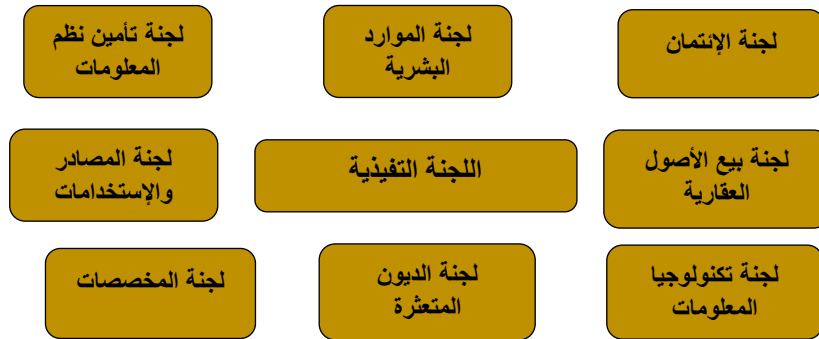 لجنة الإئتمان
لجنة الموارد
البشرية
لجنة تأمين نظم
المعلومات
لجنة بيع الأصول
العقارية
اللجنة التفيذية
لجنة المصادر
والإستخدامات
لجنة تكنولوجيا
المعلومات
لجنة الديون
المتعثرة
لجنة المخصصات